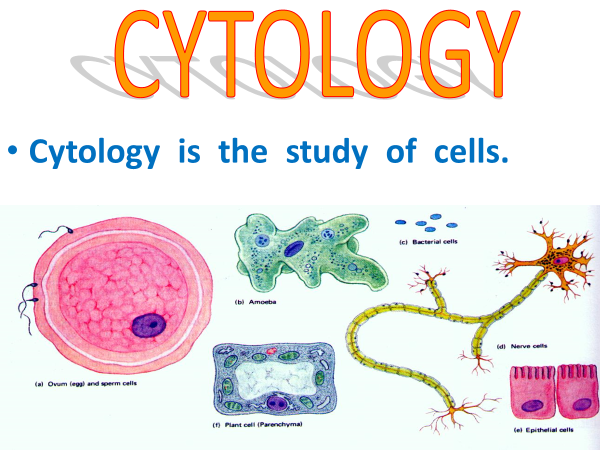 CYTOLOGY
• Cytology is the study of cells.
(c) Bacterial cells
(b) Amoeba
(d) Nerve cells
(a) Ovum (egg) and sperm cells
(f) Plant cell (Parenchyma)
(e) Epithelial cells